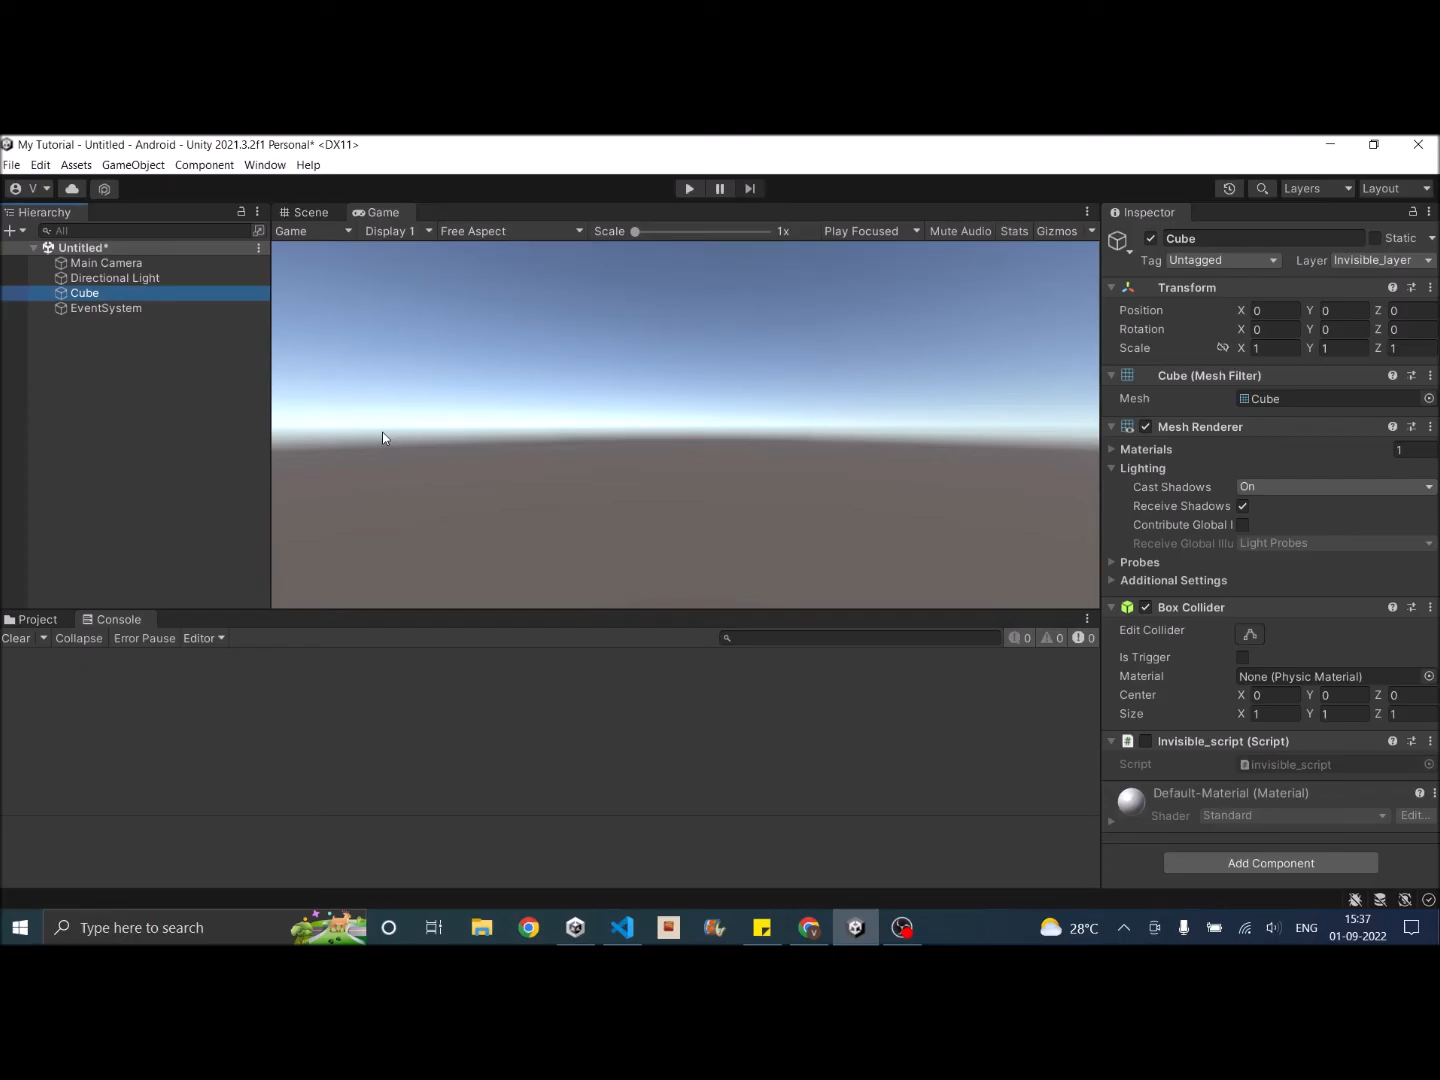 My Tutorial - Untitled - Android - Unity 2021.3.2f1 Personal* <DX11>
File Edit Assets GameObject Component Window Help
V Layers Layout
Hierarchy Scene Game Inspector
All Game Display 1 Free Aspect Scale 1x Play Focused Mute Audio Stats Gizmos
Cube Static
Untitled*
Tag Untagged Layer Invisible_layer
Main Camera
Directional Light
Transform
Cube
EventSystem
Position X 0 Y 0 Z 0
Rotation X 0 Y 0 Z 0
Scale X 1 Y 1 Z 1
Cube (Mesh Filter)
Mesh Cube
Mesh Renderer
Materials 1
Lighting
Cast Shadows On
Receive Shadows
Contribute Global I
Receive Global Illu Light Probes
Probes
Additional Settings
Box Collider
Edit Collider
Is Trigger
Material None (Physic Material)
Center X 0 Y 0 Z 0
Size X 1 Y 1 Z 1
Invisible_script (Script)
Script invisible_script
Default-Material (Material)
Shader Standard Edit...
Add Component
Project Console
Clear Collapse Error Pause Editor 0 0 0
Type here to search 28°C ENG 15:37
01-09-2022